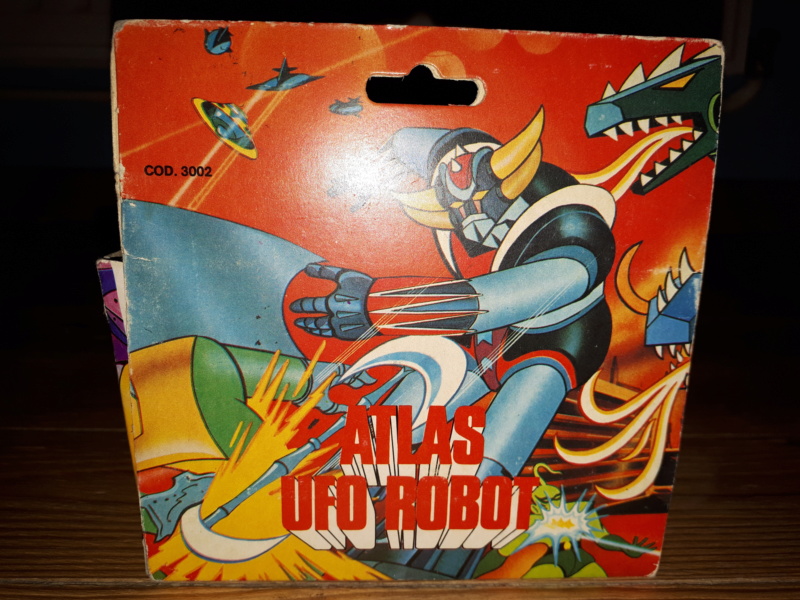 COD. 3002
ATLAS
UFO ROBOT